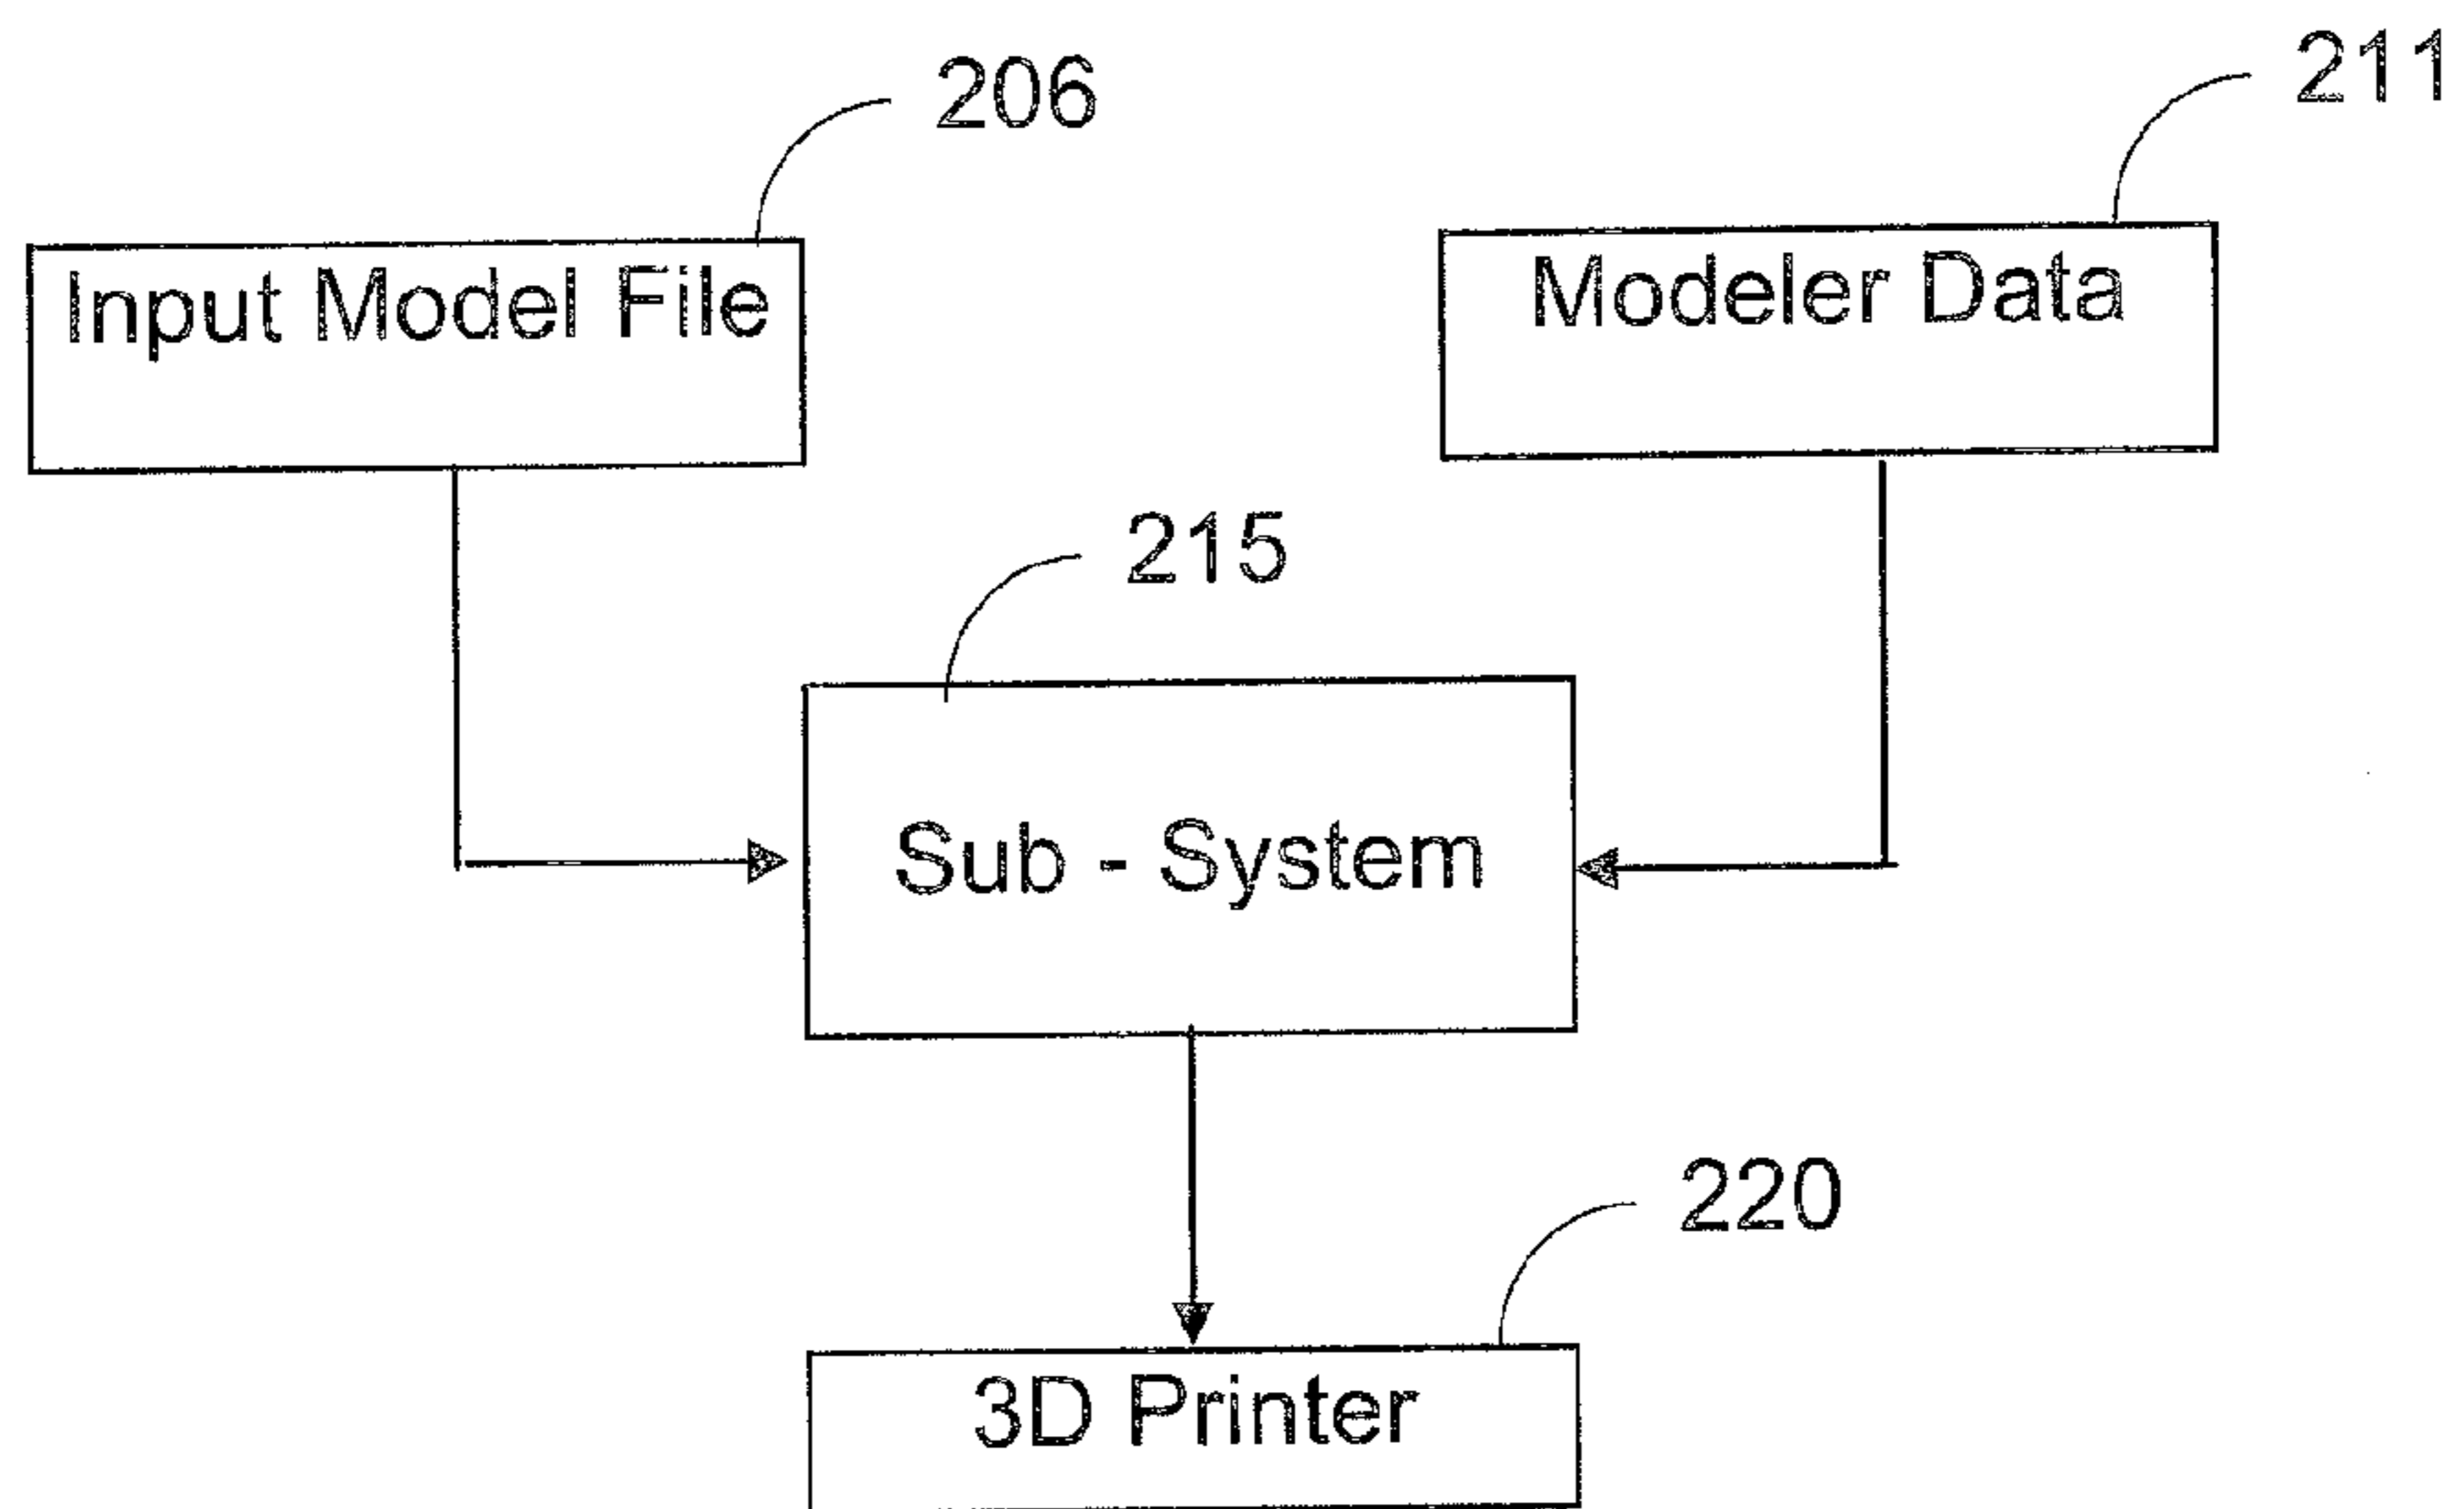 206
211
Input Model File
Modeler Data
215
Sub - System
220
3D Printer